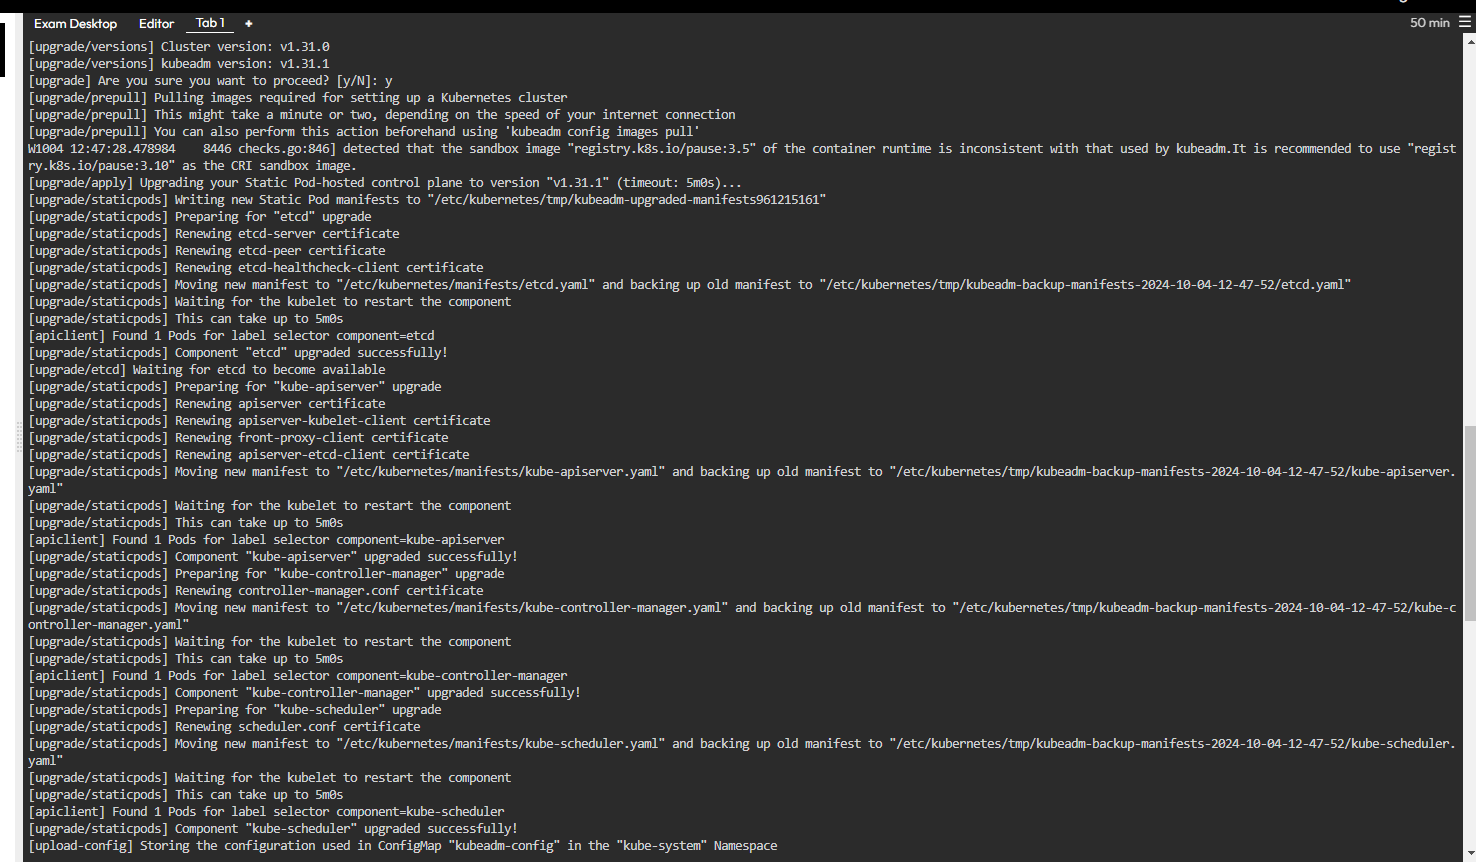 Exam Desktop Editor Tab 1 + 50 min
[upgrade/versions] Cluster version: v1.31.0
[upgrade/versions] kubeadm version: v1.31.1
[upgrade] Are you sure you want to proceed? [y/N]: y
[upgrade/prepull] Pulling images required for setting up a Kubernetes cluster
[upgrade/prepull] This might take a minute or two, depending on the speed of your internet connection
[upgrade/prepull] You can also perform this action beforehand using 'kubeadm config images pull'
W1004 12:47:28.478984    8446 checks.go:846] detected that the sandbox image "registry.k8s.io/pause:3.5" of the container runtime is inconsistent with that used by kubeadm.It is recommended to use "regist
ry.k8s.io/pause:3.10" as the CRI sandbox image.
[upgrade/apply] Upgrading your Static Pod-hosted control plane to version "v1.31.1" (timeout: 5m0s)...
[upgrade/staticpods] Writing new Static Pod manifests to "/etc/kubernetes/tmp/kubeadm-upgraded-manifests961215161"
[upgrade/staticpods] Preparing for "etcd" upgrade
[upgrade/staticpods] Renewing etcd-server certificate
[upgrade/staticpods] Renewing etcd-peer certificate
[upgrade/staticpods] Renewing etcd-healthcheck-client certificate
[upgrade/staticpods] Moving new manifest to "/etc/kubernetes/manifests/etcd.yaml" and backing up old manifest to "/etc/kubernetes/tmp/kubeadm-backup-manifests-2024-10-04-12-47-52/etcd.yaml"
[upgrade/staticpods] Waiting for the kubelet to restart the component
[upgrade/staticpods] This can take up to 5m0s
[apiclient] Found 1 Pods for label selector component=etcd
[upgrade/staticpods] Component "etcd" upgraded successfully!
[upgrade/etcd] Waiting for etcd to become available
[upgrade/staticpods] Preparing for "kube-apiserver" upgrade
[upgrade/staticpods] Renewing apiserver certificate
[upgrade/staticpods] Renewing apiserver-kubelet-client certificate
[upgrade/staticpods] Renewing front-proxy-client certificate
[upgrade/staticpods] Renewing apiserver-etcd-client certificate
[upgrade/staticpods] Moving new manifest to "/etc/kubernetes/manifests/kube-apiserver.yaml" and backing up old manifest to "/etc/kubernetes/tmp/kubeadm-backup-manifests-2024-10-04-12-47-52/kube-apiserver.
yaml"
[upgrade/staticpods] Waiting for the kubelet to restart the component
[upgrade/staticpods] This can take up to 5m0s
[apiclient] Found 1 Pods for label selector component=kube-apiserver
[upgrade/staticpods] Component "kube-apiserver" upgraded successfully!
[upgrade/staticpods] Preparing for "kube-controller-manager" upgrade
[upgrade/staticpods] Renewing controller-manager.conf certificate
[upgrade/staticpods] Moving new manifest to "/etc/kubernetes/manifests/kube-controller-manager.yaml" and backing up old manifest to "/etc/kubernetes/tmp/kubeadm-backup-manifests-2024-10-04-12-47-52/kube-c
ontroller-manager.yaml"
[upgrade/staticpods] Waiting for the kubelet to restart the component
[upgrade/staticpods] This can take up to 5m0s
[apiclient] Found 1 Pods for label selector component=kube-controller-manager
[upgrade/staticpods] Component "kube-controller-manager" upgraded successfully!
[upgrade/staticpods] Preparing for "kube-scheduler" upgrade
[upgrade/staticpods] Renewing scheduler.conf certificate
[upgrade/staticpods] Moving new manifest to "/etc/kubernetes/manifests/kube-scheduler.yaml" and backing up old manifest to "/etc/kubernetes/tmp/kubeadm-backup-manifests-2024-10-04-12-47-52/kube-scheduler.
yaml"
[upgrade/staticpods] Waiting for the kubelet to restart the component
[upgrade/staticpods] This can take up to 5m0s
[apiclient] Found 1 Pods for label selector component=kube-scheduler
[upgrade/staticpods] Component "kube-scheduler" upgraded successfully!
[upload-config] Storing the configuration used in ConfigMap "kubeadm-config" in the "kube-system" Namespace